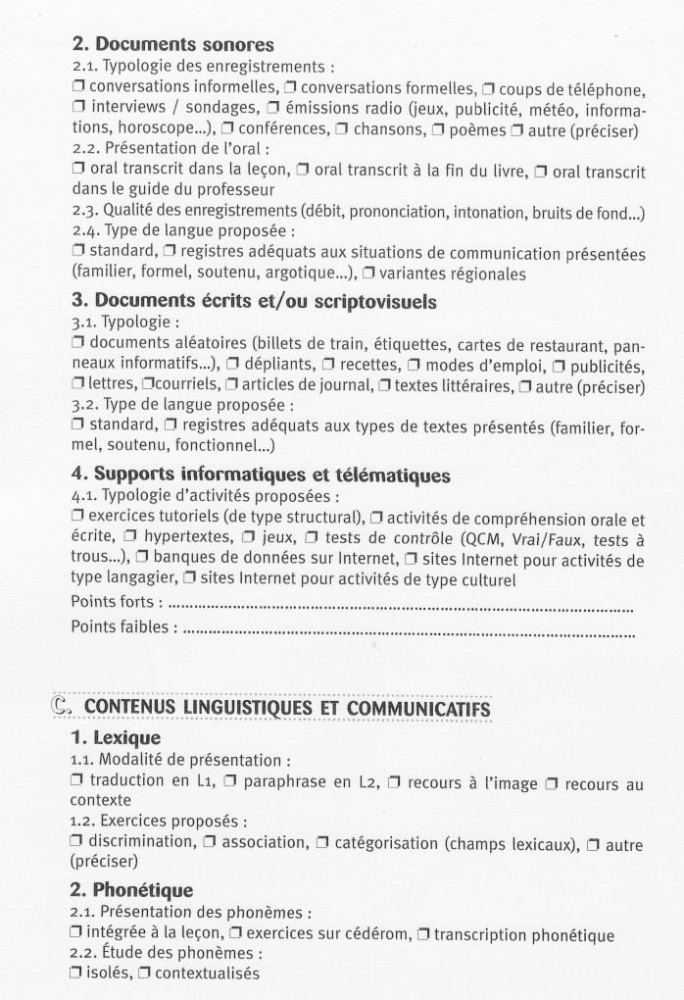 2. Documents sonores
2.1. Typologie des enregistrements :
❒ conversations informelles, ❒ conversations formelles, ❒ coups de téléphone,
❒ interviews / sondages, ❒ émissions radio (jeux, publicité, météo, informa-
tions, horoscope...), ❒ conférences, ❒ chansons, ❒ poèmes ❒ autre (préciser)
2.2. Présentation de l'oral :
❒ oral transcrit dans la leçon, ❒ oral transcrit à la fin du livre, ❒ oral transcrit
dans le guide du professeur
2.3. Qualité des enregistrements (débit, prononciation, intonation, bruits de fond...)
2.4. Type de langue proposée :
❒ standard, ❒ registres adéquats aux situations de communication présentées
(familier, formel, soutenu, argotique...), ❒ variantes régionales
3. Documents écrits et/ou scriptovisuels
3.1. Typologie :
❒ documents aléatoires (billets de train, étiquettes, cartes de restaurant, pan-
neaux informatifs...), ❒ dépliants, ❒ recettes, ❒ modes d'emploi, ❒ publicités,
❒ lettres, ❒courriels, ❒ articles de journal, ❒ textes littéraires, ❒ autre (préciser)
3.2. Type de langue proposée :
❒ standard, ❒ registres adéquats aux types de textes présentés (familier, for-
mel, soutenu, fonctionnel...)
4. Supports informatiques et télématiques
4.1. Typologie d'activités proposées :
❒ exercices tutoriels (de type structural), ❒ activités de compréhension orale et
écrite, ❒ hypertextes, ❒ jeux, ❒ tests de contrôle (QCM, Vrai/Faux, tests à
trous...), ❒ banques de données sur Internet, ❒ sites Internet pour activités de
type langagier, ❒ sites Internet pour activités de type culturel
Points forts : ................................................................................................
Points faibles : ..............................................................................................
C. CONTENUS LINGUISTIQUES ET COMMUNICATIFS
1. Lexique
1.1. Modalité de présentation :
❒ traduction en L1, ❒ paraphrase en L2, ❒ recours à l'image ❒ recours au
contexte
1.2. Exercices proposés :
❒ discrimination, ❒ association, ❒ catégorisation (champs lexicaux), ❒ autre
(préciser)
2. Phonétique
2.1. Présentation des phonèmes :
❒ intégrée à la leçon, ❒ exercices sur cédérom, ❒ transcription phonétique
2.2. Étude des phonèmes :
❒ isolés, ❒ contextualisés